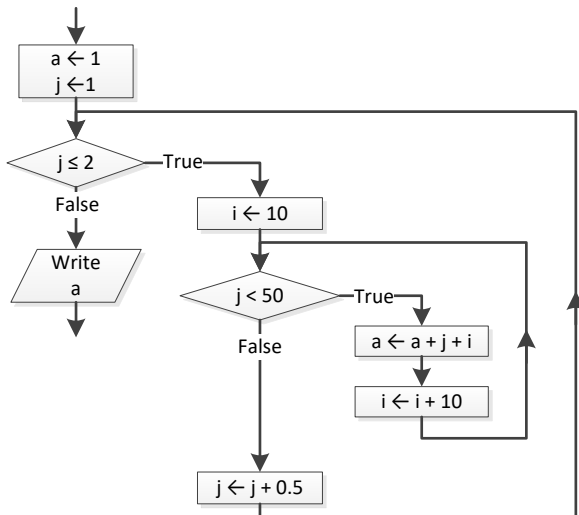 a ← 1
j ←1
j ≤ 2
True
False
i ← 10
Write
a
j < 50
True
False
a ← a + j + i
i ← i + 10
j ← j + 0.5